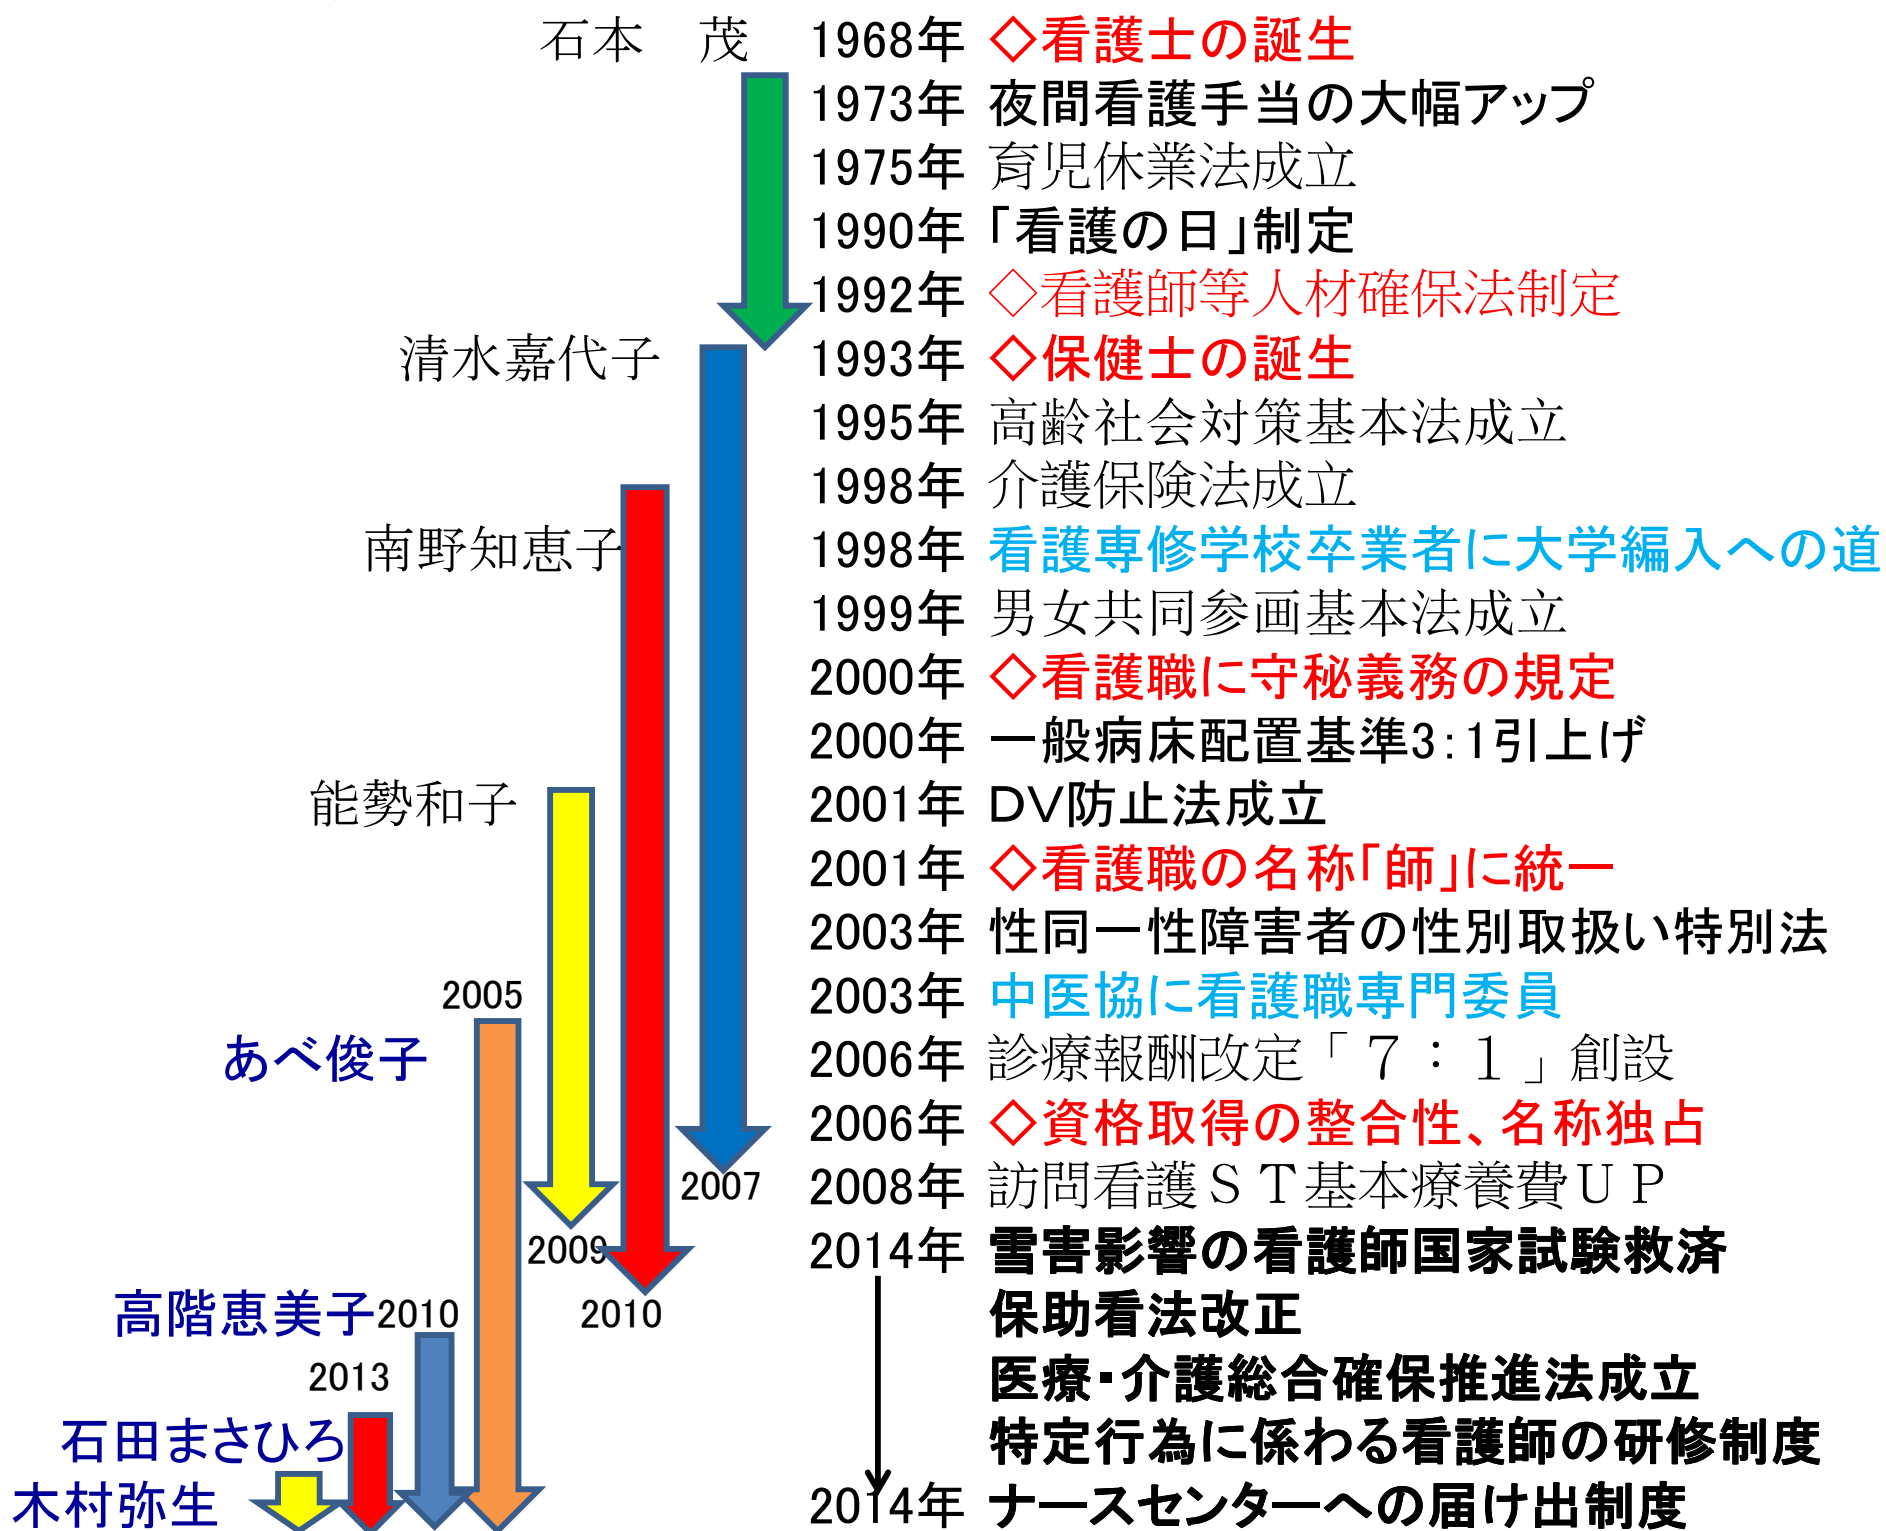 石本　茂 1968年 ◇看護士の誕生
1973年 夜間看護手当の大幅アップ
1975年 育児休業法成立
1990年 「看護の日」制定
1992年 ◇看護師等人材確保法制定
清水嘉代子 1993年 ◇保健士の誕生
1995年 高齢社会対策基本法成立
1998年 介護保険法成立
南野知恵子 1998年 看護専修学校卒業者に大学編入への道
1999年 男女共同参画基本法成立
2000年 ◇看護職に守秘義務の規定
2000年 一般病床配置基準3:1引上げ
能勢和子 2001年 DV防止法成立
2001年 ◇看護職の名称「師」に統一
2003年 性同一性障害者の性別取扱い特別法
2005 2003年 中医協に看護職専門委員
あべ俊子 2006年 診療報酬改定「７：１」創設
2006年 ◇資格取得の整合性、名称独占
2007 2008年 訪問看護ＳＴ基本療養費ＵＰ
2009 2014年 雪害影響の看護師国家試験救済
高階恵美子 2010 2010 保助看法改正
2013 医療・介護総合確保推進法成立
石田まさひろ 特定行為に係わる看護師の研修制度
木村弥生 2014年 ナースセンターへの届け出制度